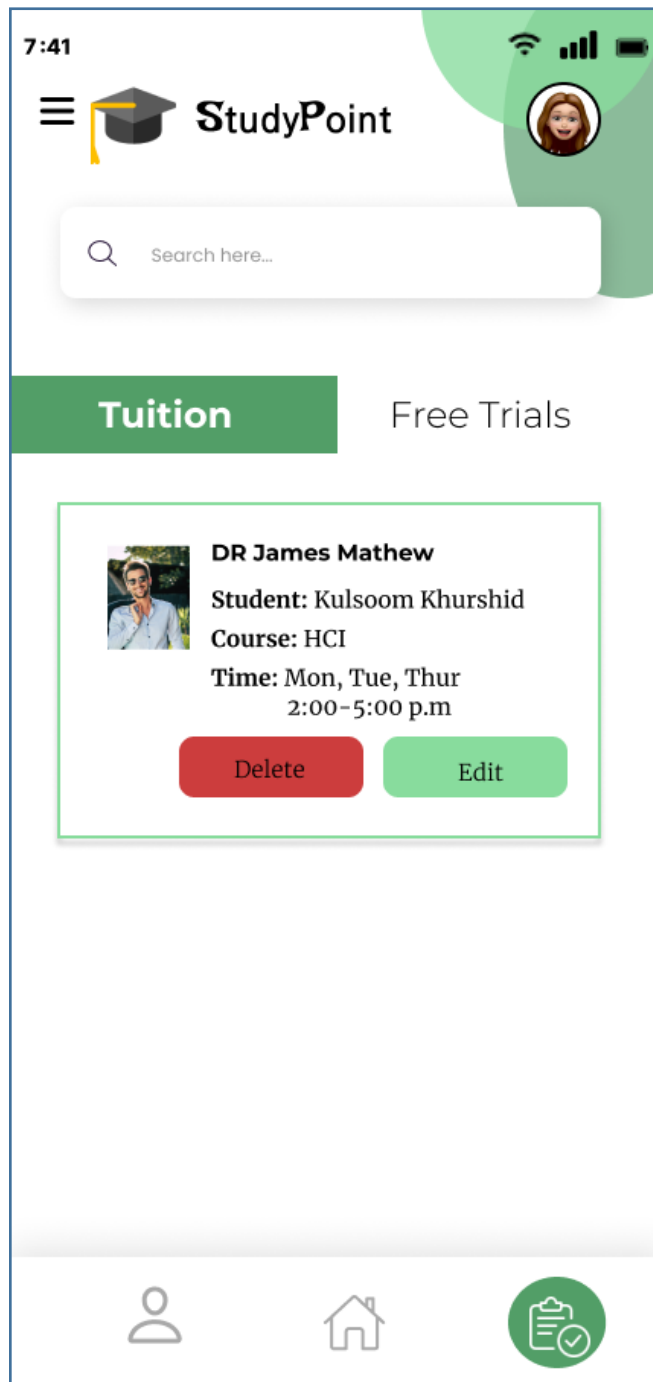 7:41
StudyPoint
Search here...
Tuition
Free Trials
DR James Mathew
Student: Kulsoom Khurshid
Course: HCI
Time: Mon, Tue, Thur
2:00-5:00 p.m
Delete
Edit